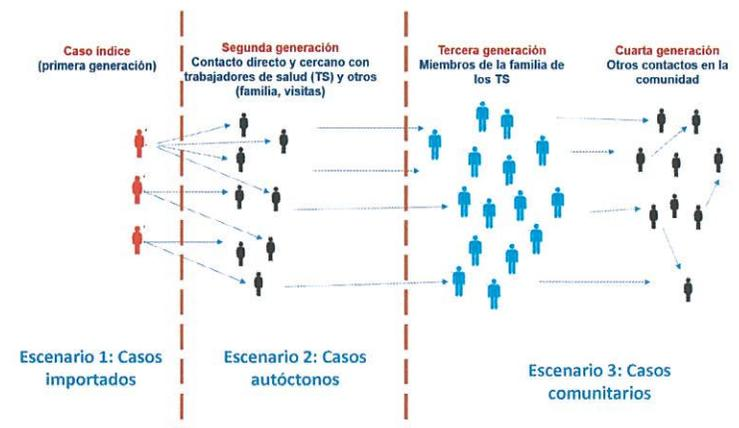 Caso índice
(primera generación)
Segunda generación
Contacto directo y cercano con
trabajadores de salud (TS) y otros
(familia, visitas)
Tercera generación
Miembros de la familia de
los TS
Cuarta generación
Otros contactos en la
comunidad
Escenario 1: Casos
importados
Escenario 2: Casos
autóctonos
Escenario 3: Casos
comunitarios